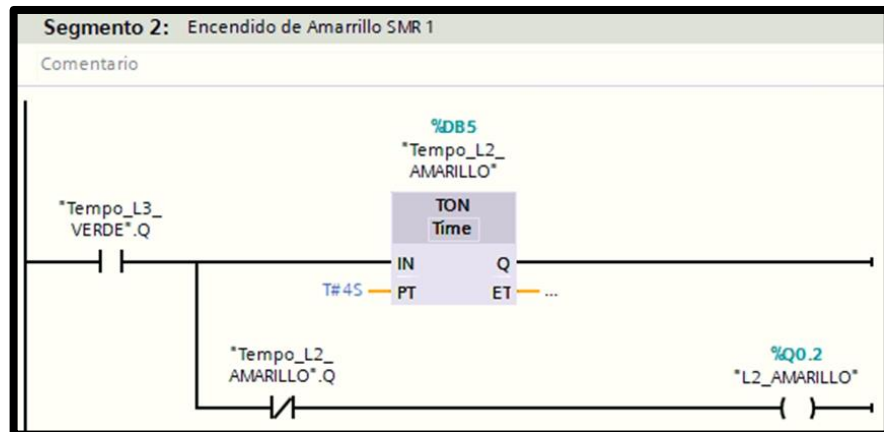 Segmento 2: Encendido de Amarrillo SMR 1
Comentario
%DB5
"Tempo_L2_
AMARILLO"
"Tempo_L3_
VERDE".Q
TON
Time
IN Q
T#4S PT ET ...
"Tempo_L2_
AMARILLO".Q
%Q0.2
"L2_AMARILLO"